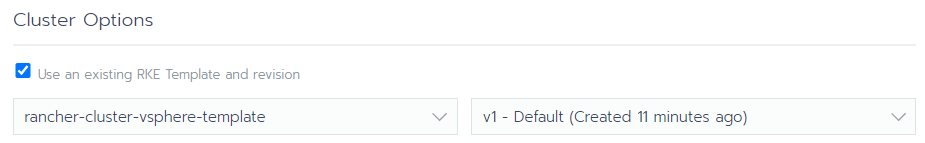 Cluster Options
Use an existing RKE Template and revision
rancher-cluster-vsphere-template
v1 - Default (Created 11 minutes ago)